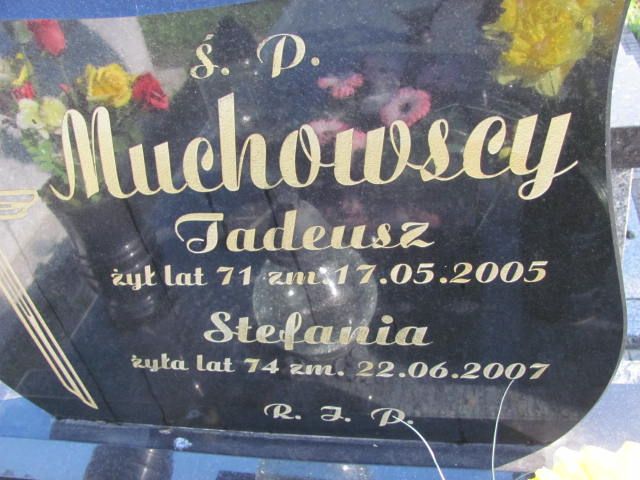 ś. P.
Muchowscy
Tadeusz
żył lat 71 zm. 17.05.2005
Stefania
żyła lat 74 zm. 22.06.2007
R. I. P.